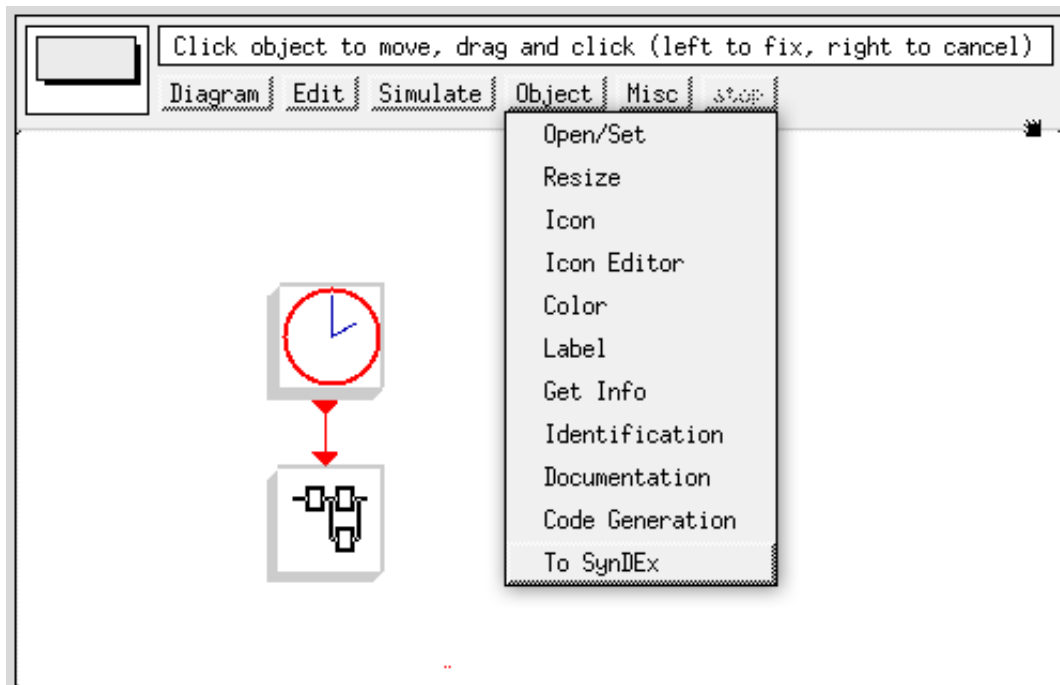 Click object to move, drag and click (left to fix, right to cancel)
Diagram Edit Simulate Object Misc stop
Open/Set
Resize
Icon
Icon Editor
Color
Label
Get Info
Identification
Documentation
Code Generation
To SynDEx